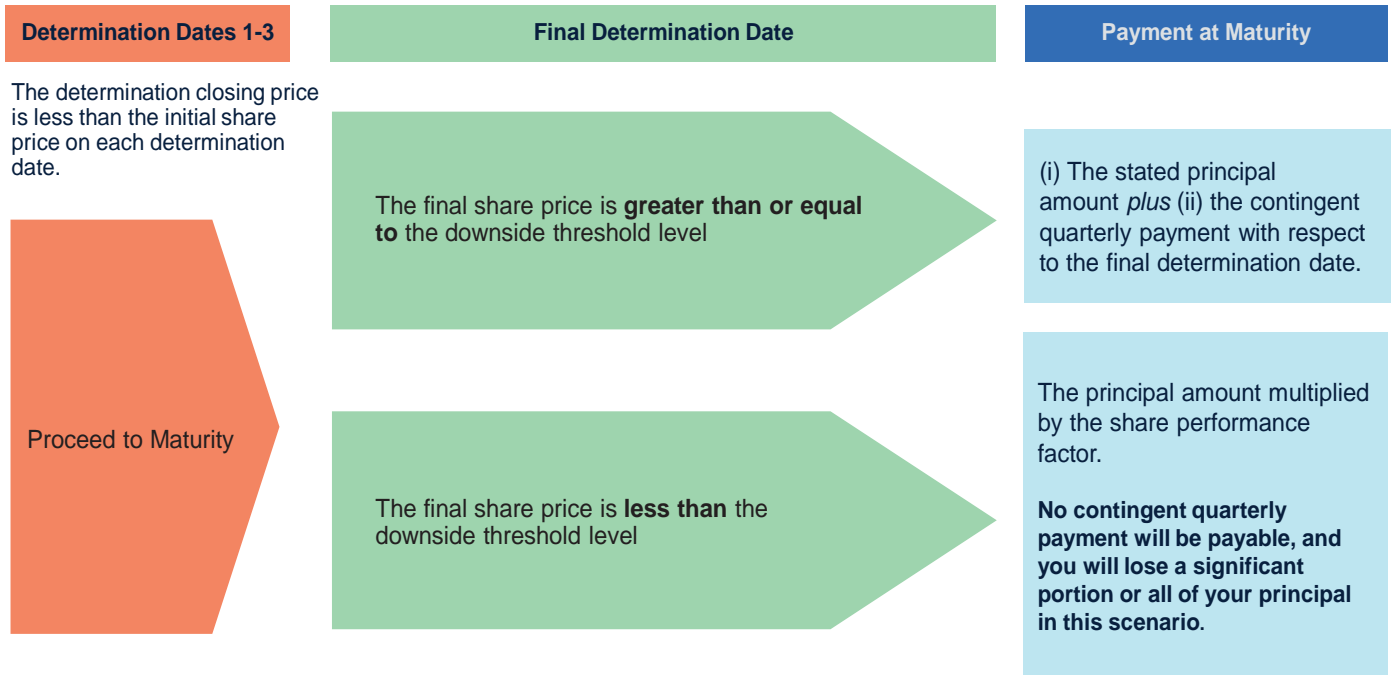 Determination Dates 1-3
Final Determination Date
Payment at Maturity
The determination closing price
is less than the initial share
price on each determination
date.
Proceed to Maturity
The final share price is greater than or equal
to the downside threshold level
(i) The stated principal
amount plus (ii) the contingent
quarterly payment with respect
to the final determination date.
The final share price is less than the
downside threshold level
The principal amount multiplied
by the share performance
factor.
No contingent quarterly
payment will be payable, and
you will lose a significant
portion or all of your principal
in this scenario.